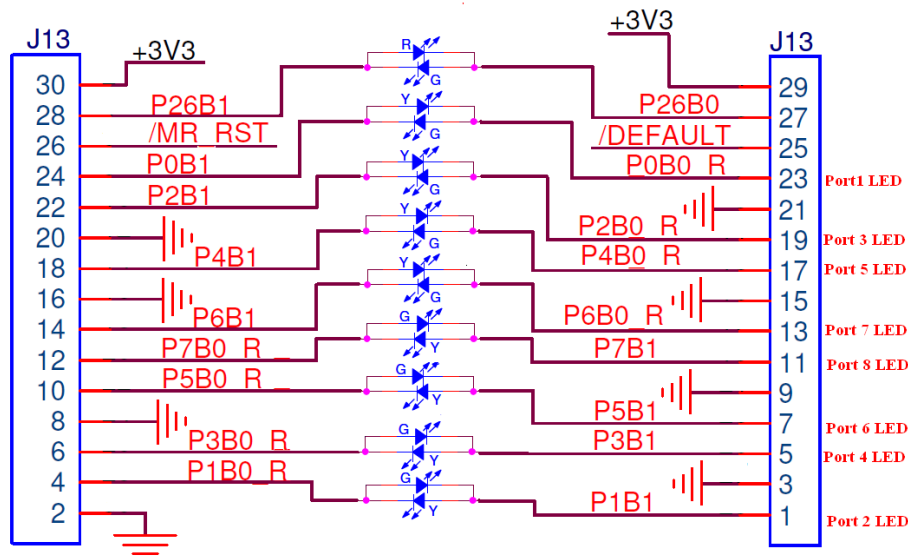 J13 +3V3 +3V3 J13
30 R 29
28 P26B1 G P26B0 27
26 /MR_RST Y /DEFAULT 25
24 P0B1 G P0B0_R 23 Port1 LED
22 P2B1 Y G 21
20 P2B0_R 19 Port 3 LED
18 P4B1 Y G P4B0_R 17 Port 5 LED
16 Y 15
14 P6B1 G P6B0_R 13 Port 7 LED
12 P7B0_R_ G Y P7B1 11 Port 8 LED
10 P5B0_R_ G Y 9
8 P5B1 7 Port 6 LED
6 P3B0_R G Y P3B1 5 Port 4 LED
4 P1B0_R G 3
2 Y P1B1 1 Port 2 LED